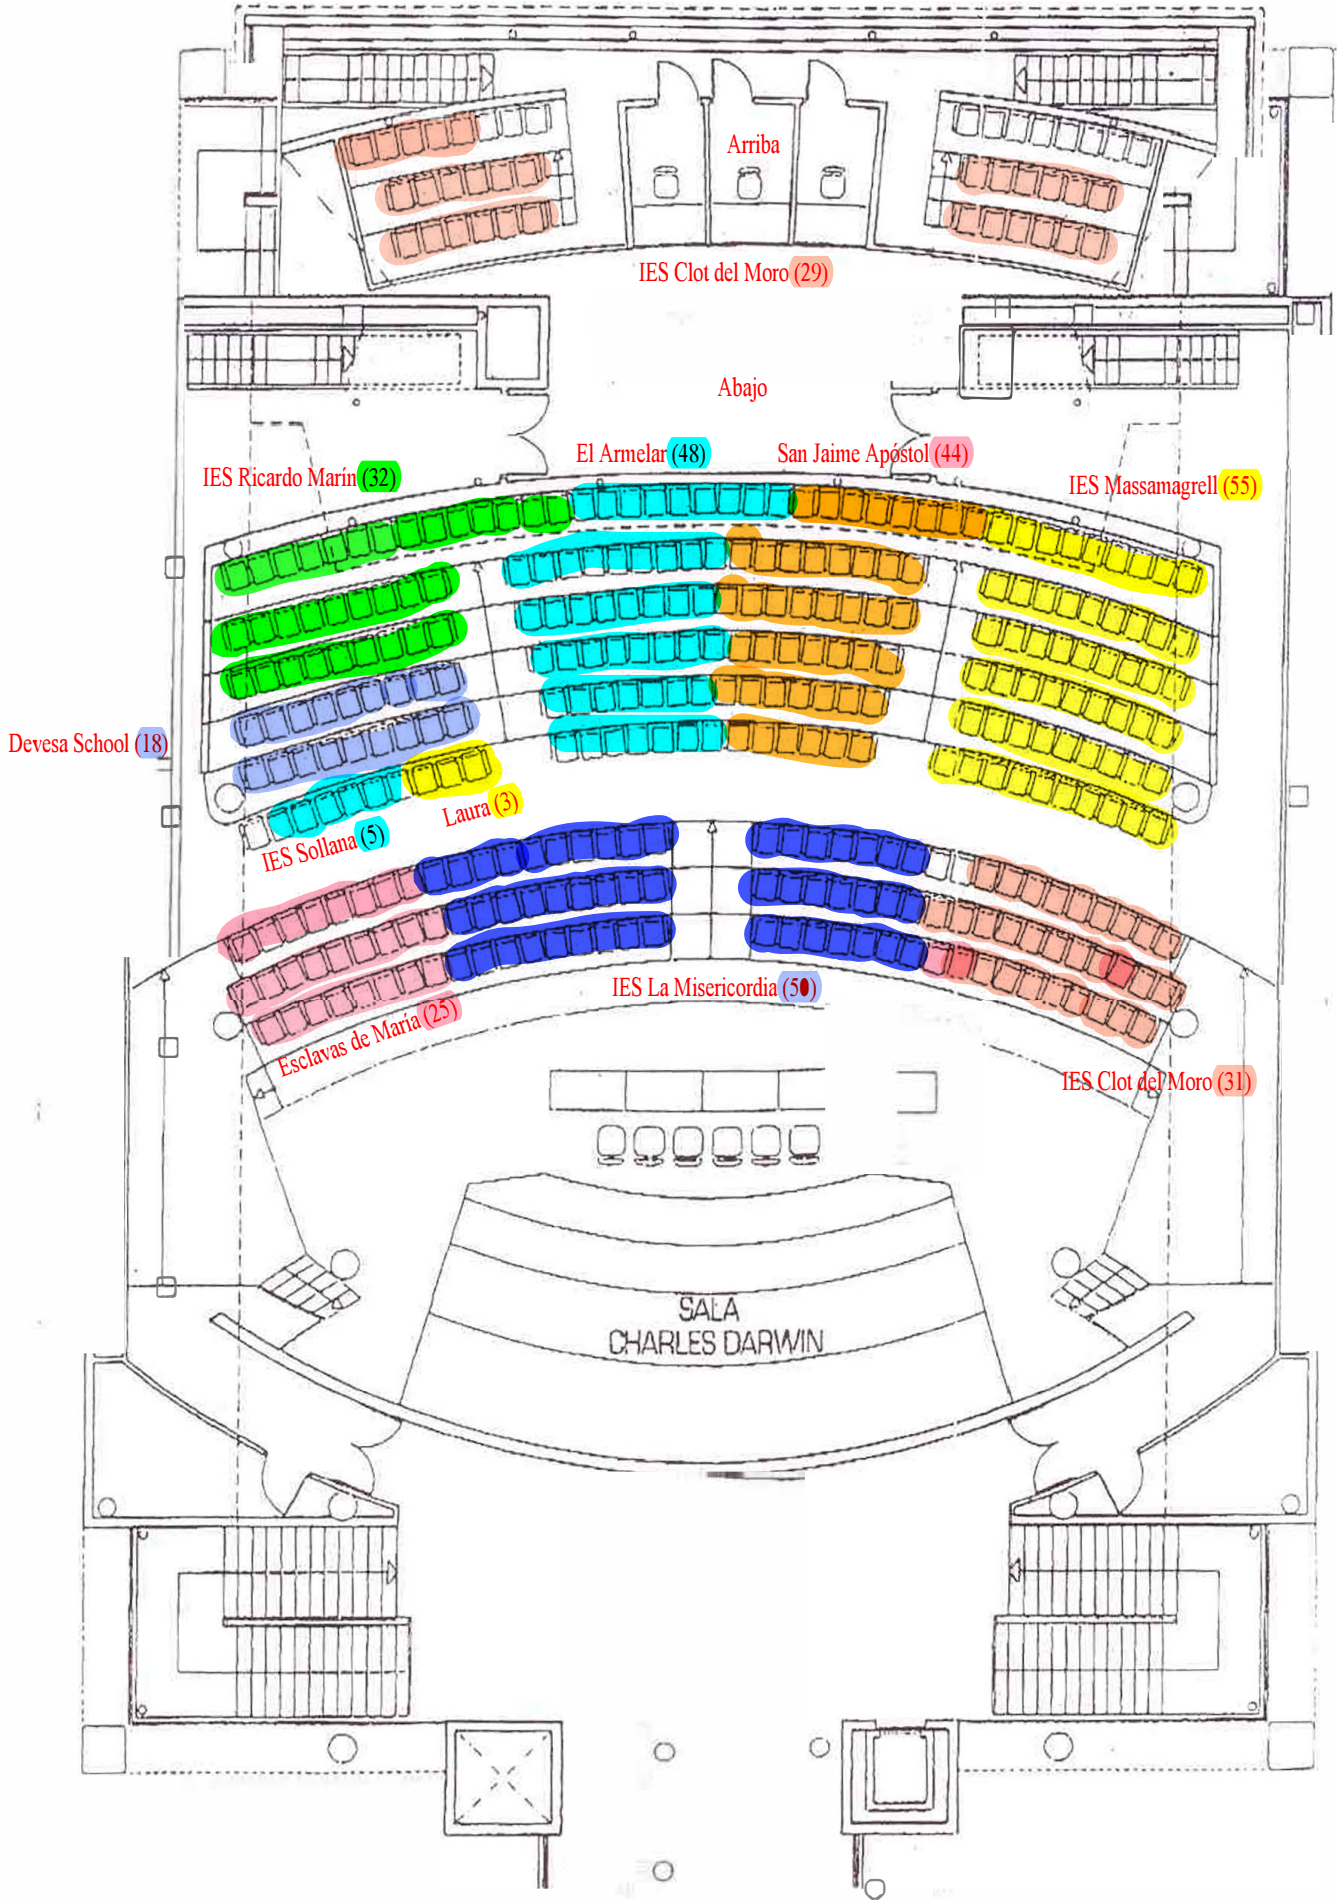 Arriba
IES Clot del Moro (29)
Abajo
El Armelar (48)
San Jaime Apóstol (44)
IES Ricardo Marín (32)
IES Massamagrell (55)
Devesa School (18)
Laura (3)
IES Sollana (5)
IES La Misericordia (50)
Esclavas de María (25)
IES Clot del Moro (31)
SALA
CHARLES DARWIN